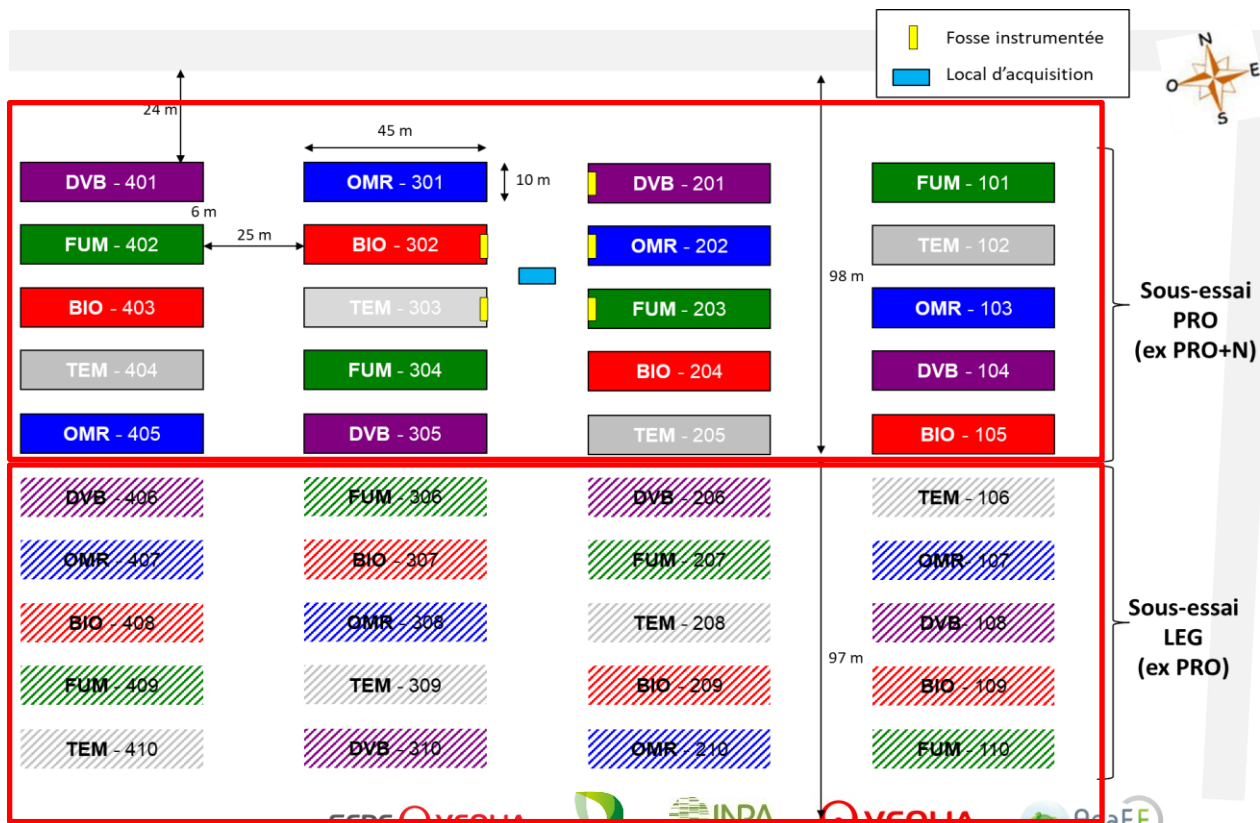 Fosse instrumentée
Local d'acquisition
N
O
E
S
24 m
45 m
10 m
DVB - 401
OMR - 301
DVB - 201
FUM - 101
6 m
25 m
FUM - 402
BIO - 302
OMR - 202
TEM - 102
98 m
BIO - 403
TEM - 303
FUM - 203
OMR - 103
Sous-essai
PRO
(ex PRO+N)
TEM - 404
FUM - 304
BIO - 204
DVB - 104
OMR - 405
DVB - 305
TEM - 205
BIO - 105
DVB - 406
FUM - 306
DVB - 206
TEM - 106
OMR - 407
BIO - 307
FUM - 207
OMR - 107
BIO - 408
OMR - 308
TEM - 208
DVB - 108
Sous-essai
LEG
(ex PRO)
97 m
FUM - 409
TEM - 309
BIO - 209
BIO - 109
TEM - 410
DVB - 310
OMR - 210
FUM - 110
VEOLIA
INRA
VEOLIA